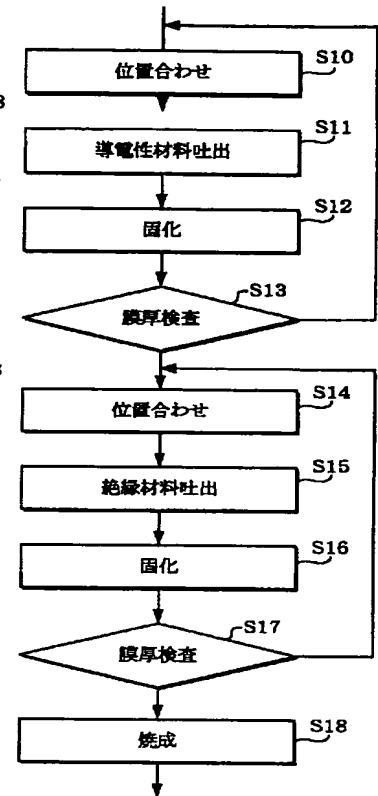 S10
位置合わせ
S11
導電性材料吐出
S12
固化
S13
膜厚検査
S14
位置合わせ
S15
絶縁材料吐出
S16
固化
S17
膜厚検査
S18
焼成